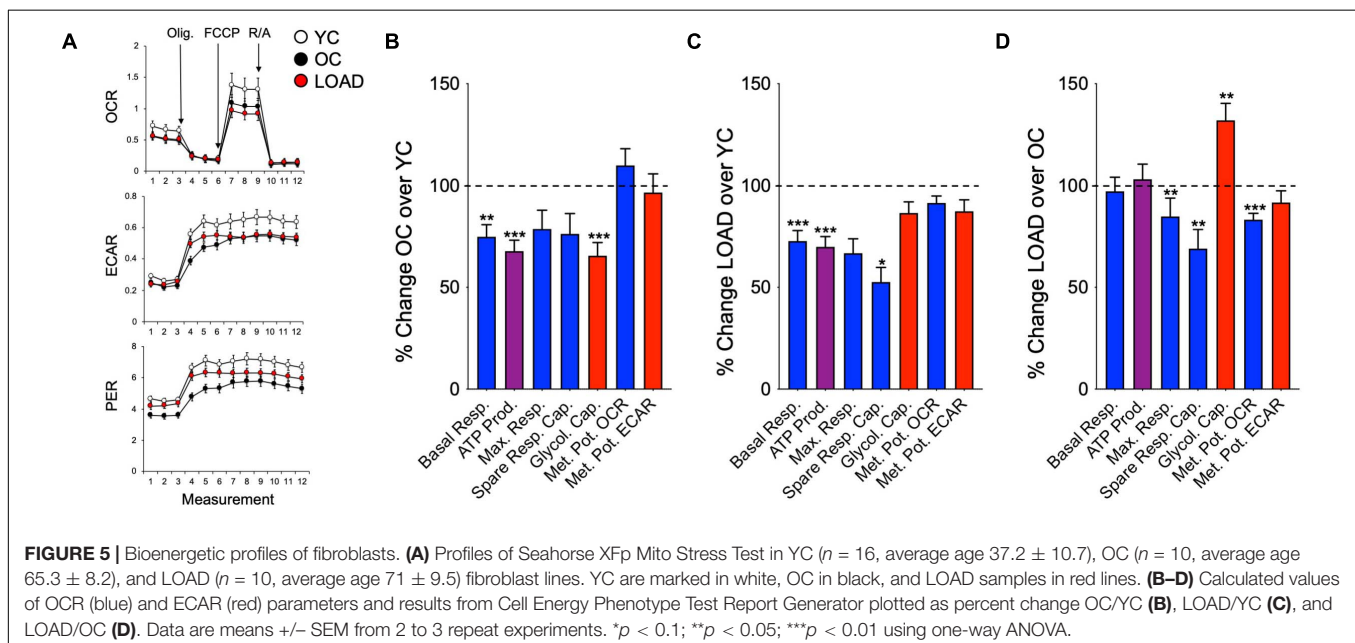 A
Olig. FCCP R/A
YC
OC
LOAD
OCR
2
1.5
1
0.5
0
1 2 3 4 5 6 7 8 9 10 11 12
ECAR
0.8
0.6
0.4
0.2
0
1 2 3 4 5 6 7 8 9 10 11 12
PER
8
6
4
2
0
1 2 3 4 5 6 7 8 9 10 11 12
Measurement
B
% Change OC over YC
150
100
50
0
** *** ***
Basal Resp.
ATP Prod.
Max. Resp.
Spare Resp. Cap.
Glycol. Cap.
Met. Pot. OCR
Met. Pot. ECAR
C
% Change LOAD over YC
150
100
50
0
*** *** *
Basal Resp.
ATP Prod.
Max. Resp.
Spare Resp. Cap.
Glycol. Cap.
Met. Pot. OCR
Met. Pot. ECAR
D
% Change LOAD over OC
150
100
50
0
** ** ** ***
Basal Resp.
ATP Prod.
Max. Resp.
Spare Resp. Cap.
Glycol. Cap.
Met. Pot. OCR
Met. Pot. ECAR
FIGURE 5 | Bioenergetic profiles of fibroblasts. (A) Profiles of Seahorse XFp Mito Stress Test in YC (n = 16, average age 37.2 ± 10.7), OC (n = 10, average age
65.3 ± 8.2), and LOAD (n = 10, average age 71 ± 9.5) fibroblast lines. YC are marked in white, OC in black, and LOAD samples in red lines. (B–D) Calculated values
of OCR (blue) and ECAR (red) parameters and results from Cell Energy Phenotype Test Report Generator plotted as percent change OC/YC (B), LOAD/YC (C), and
LOAD/OC (D). Data are means +/– SEM from 2 to 3 repeat experiments. *p < 0.1; **p < 0.05; ***p < 0.01 using one-way ANOVA.